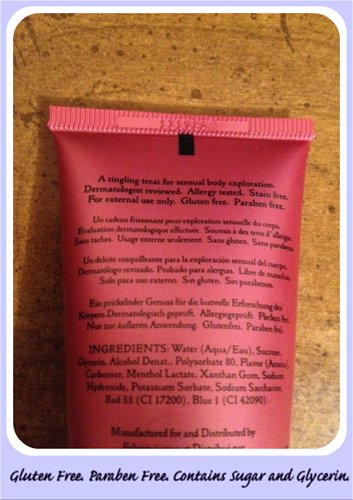 A tingling treat for sensual body exploration.
Dermatologist reviewed. Allergy tested. Stain free.
For external use only. Gluten free. Paraben free.
Un cadeau frissonnant pour exploration sensuelle du corps.
Évaluation dermatologique effectuée. Soumis à des tests d'allergie.
Sans taches. Usage externe seulement. Sans gluten. Sans parabens.
Un deleite cosquilleante para la exploración sensual del cuerpo.
Dermatólogo revisado. Probado para alergias. Libre de manchas.
Solo para uso externo. Sin gluten. Sin parabenos.
Ein prickelnder Genuss für die lustvolle Erforschung des
Körpers. Dermatologisch geprüft. Allergiegeprüft. Flecken frei.
Nur zur äußeren Anwendung. Glutenfrei. Paraben frei.
INGREDIENTS: Water (Aqua/Eau), Sucrose,
Glycerin, Alcohol Denat., Polysorbate 80, Flavor (Aroma),
Carbomer, Menthol Lactate, Xanthan Gum, Sodium
Hydroxide, Potassium Sorbate, Sodium Saccharin,
Red 33 (CI 17200). Blue 1 (CI 42090).
Manufactured for and Distributed by
Gluten Free. Paraben Free. Contains Sugar and Glycerin.